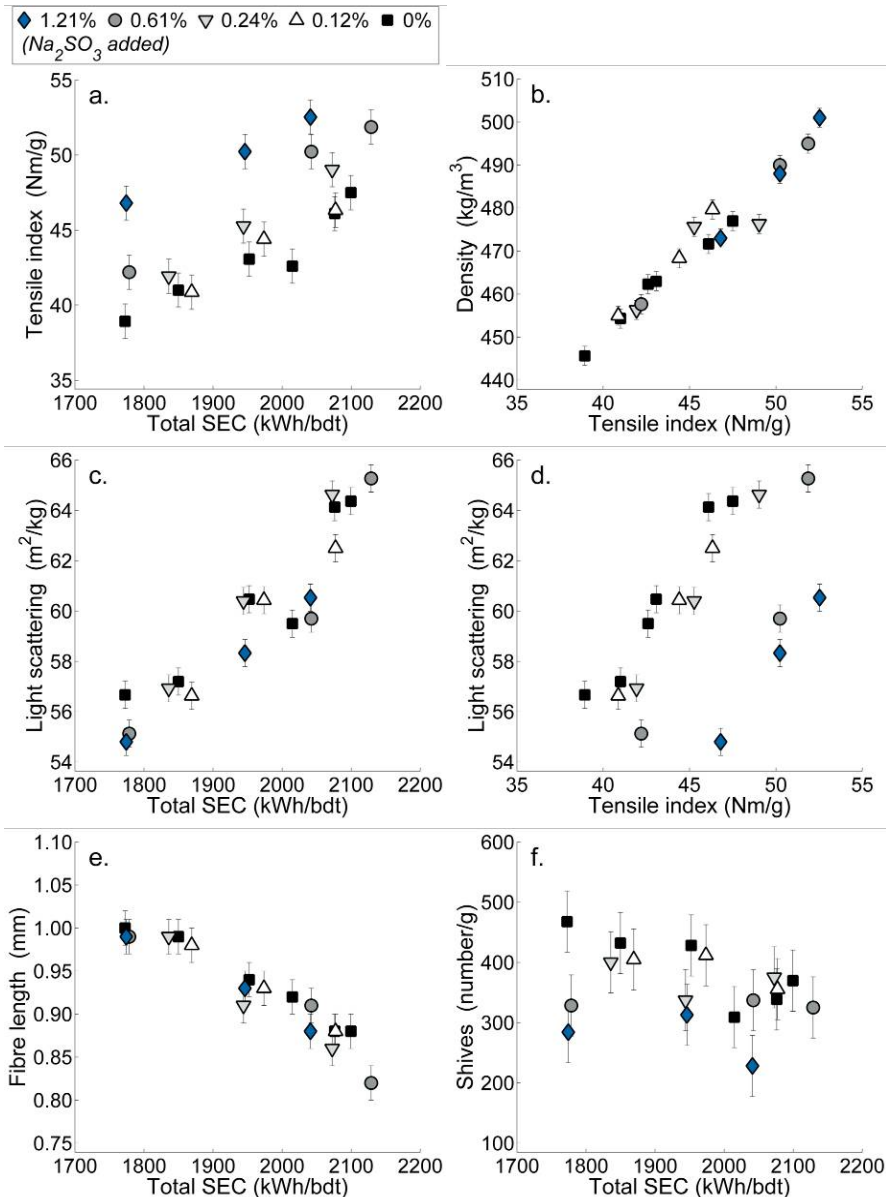 1.21% 0.61% 0.24% 0.12% 0%
(Na2SO3 added)
a.
55
50
45
40
35
Tensile index (Nm/g)
1700 1800 1900 2000 2100 2200
Total SEC (kWh/bdt)
b.
510
500
490
480
470
460
450
440
Density (kg/m3)
35 40 45 50 55
Tensile index (Nm/g)
c.
66
64
62
60
58
56
54
Light scattering (m2/kg)
1700 1800 1900 2000 2100 2200
Total SEC (kWh/bdt)
d.
66
64
62
60
58
56
54
Light scattering (m2/kg)
35 40 45 50 55
Tensile index (Nm/g)
e.
1.10
1.05
1.00
0.95
0.90
0.85
0.80
0.75
Fibre length (mm)
1700 1800 1900 2000 2100 2200
Total SEC (kWh/bdt)
f.
600
500
400
300
200
100
Shives (number/g)
1700 1800 1900 2000 2100 2200
Total SEC (kWh/bdt)